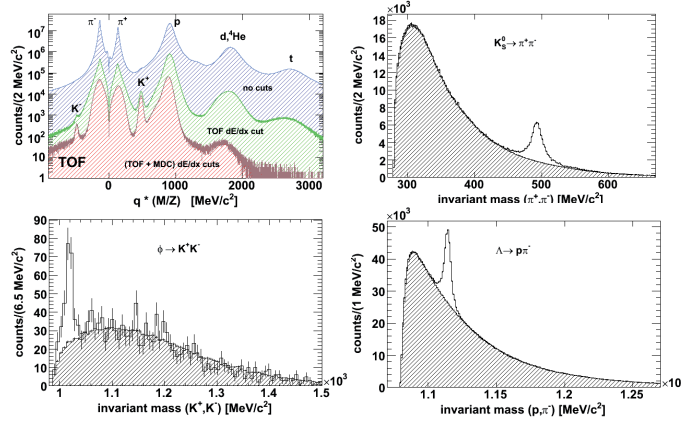 10⁷
10⁶
10⁵
10⁴
10³
10²
10
1
counts/(2 MeV/c²)
π⁻
π⁺
p
d,⁴He
t
K⁺
K⁻
no cuts
TOF dE/dx cut
TOF
(TOF + MDC) dE/dx cuts
0 1000 2000 3000
q * (M/Z) [MeV/c²]
×10³
18
16
14
12
10
8
6
4
2
0
counts/(2 MeV/c²)
K⁰_S → π⁺π⁻
300 400 500 600
invariant mass (π⁺,π⁻) [MeV/c²]
90
80
70
60
50
40
30
20
10
0
counts/(6.5 MeV/c²)
ϕ → K⁺K⁻
1 1.1 1.2 1.3 1.4 1.5
×10³
invariant mass (K⁺,K⁻) [MeV/c²]
×10³
50
40
30
20
10
0
counts/(1 MeV/c²)
Λ → pπ⁻
1.1 1.2 1.25
×10
invariant mass (p,π⁻) [MeV/c²]